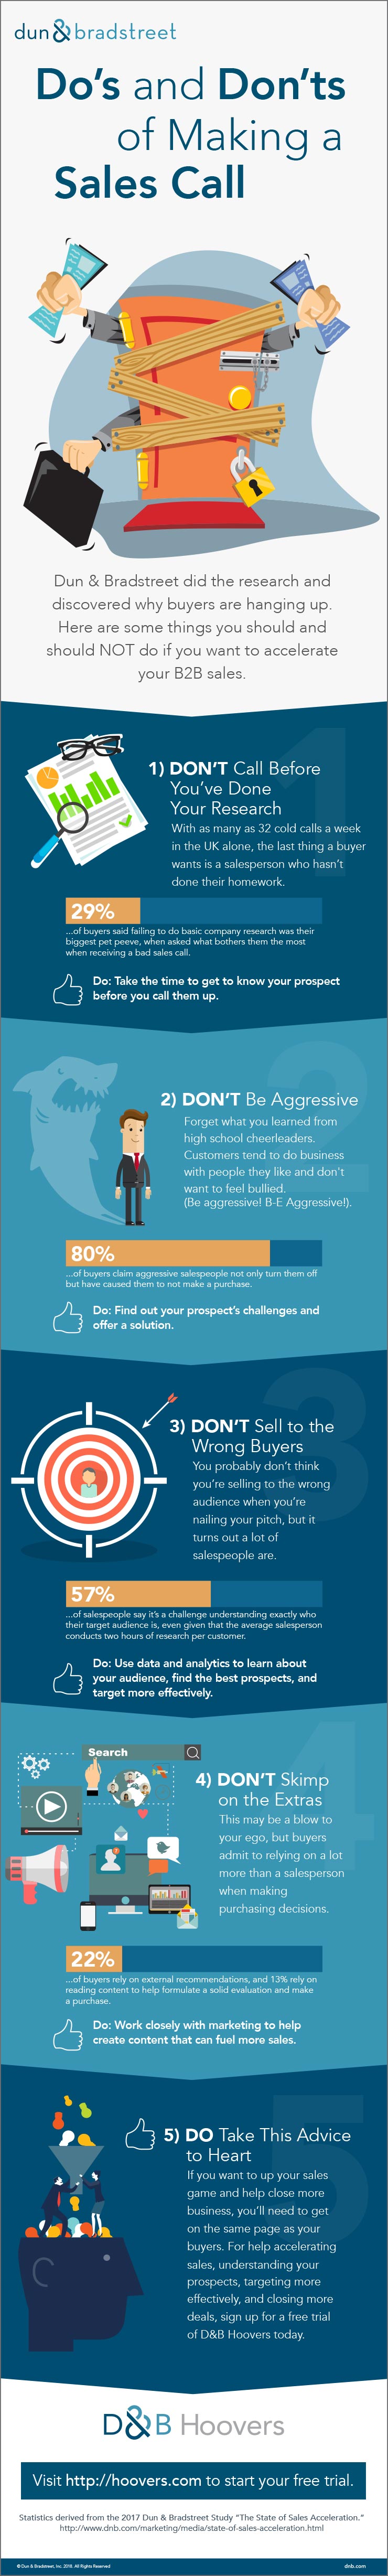 dun & bradstreet
Do's and Don'ts
of Making a
Sales Call
Dun & Bradstreet did the research and
discovered why buyers are hanging up.
Here are some things you should and
should NOT do if you want to accelerate
your B2B sales.
1
1) DON'T Call Before
You've Done
Your Research
With as many as 32 cold calls a week
in the UK alone, the last thing a buyer
wants is a salesperson who hasn't
done their homework.
29%
...of buyers said failing to do basic company research was their
biggest pet peeve, when asked what bothers them the most
when receiving a bad sales call.
Do: Take the time to get to know your prospect
before you call them up.
2
2) DON'T Be Aggressive
Forget what you learned from
high school cheerleaders.
Customers tend to do business
with people they like and don't
want to feel bullied.
(Be aggressive! B-E Aggressive!).
80%
...of buyers claim aggressive salespeople not only turn them off
but have caused them to not make a purchase.
Do: Find out your prospect's challenges and
offer a solution.
3
3) DON'T Sell to the
Wrong Buyers
You probably don't think
you're selling to the wrong
audience when you're
nailing your pitch, but it
turns out a lot of
salespeople are.
57%
...of salespeople say it's a challenge understanding exactly who
their target audience is, even given that the average salesperson
conducts two hours of research per customer.
Do: Use data and analytics to learn about
your audience, find the best prospects, and
target more effectively.
Search
4
4) DON'T Skimp
on the Extras
This may be a blow to
your ego, but buyers
admit to relying on a lot
more than a salesperson
when making
purchasing decisions.
22%
...of buyers rely on external recommendations, and 13% rely on
reading content to help formulate a solid evaluation and make
a purchase.
Do: Work closely with marketing to help
create content that can fuel more sales.
5
5) DO Take This Advice
to Heart
If you want to up your sales
game and help close more
business, you'll need to get
on the same page as your
buyers. For help accelerating
sales, understanding your
prospects, targeting more
effectively, and closing more
deals, sign up for a free trial
of D&B Hoovers today.
D&B Hoovers
Visit http://hoovers.com to start your free trial.
Statistics derived from the 2017 Dun & Bradstreet Study “The State of Sales Acceleration.”
http://www.dnb.com/marketing/media/state-of-sales-acceleration.html
© Dun & Bradstreet, Inc. 2018. All Rights Reserved
dnb.com